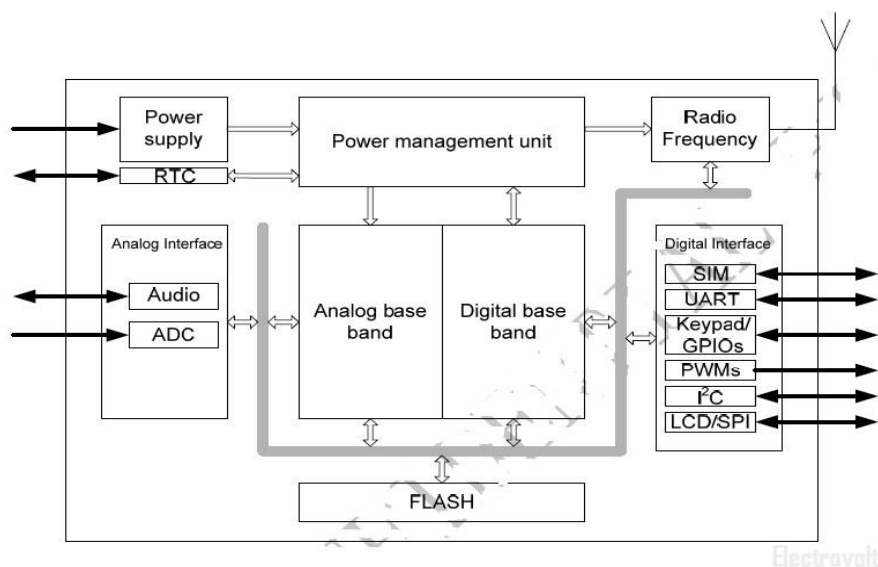 Power
supply
Power management unit
Radio
Frequency
RTC
Analog Interface
Audio
ADC
Analog base
band
Digital base
band
Digital Interface
SIM
UART
Keypad/
GPIOs
PWMs
I²C
LCD/SPI
FLASH
Electrovolt